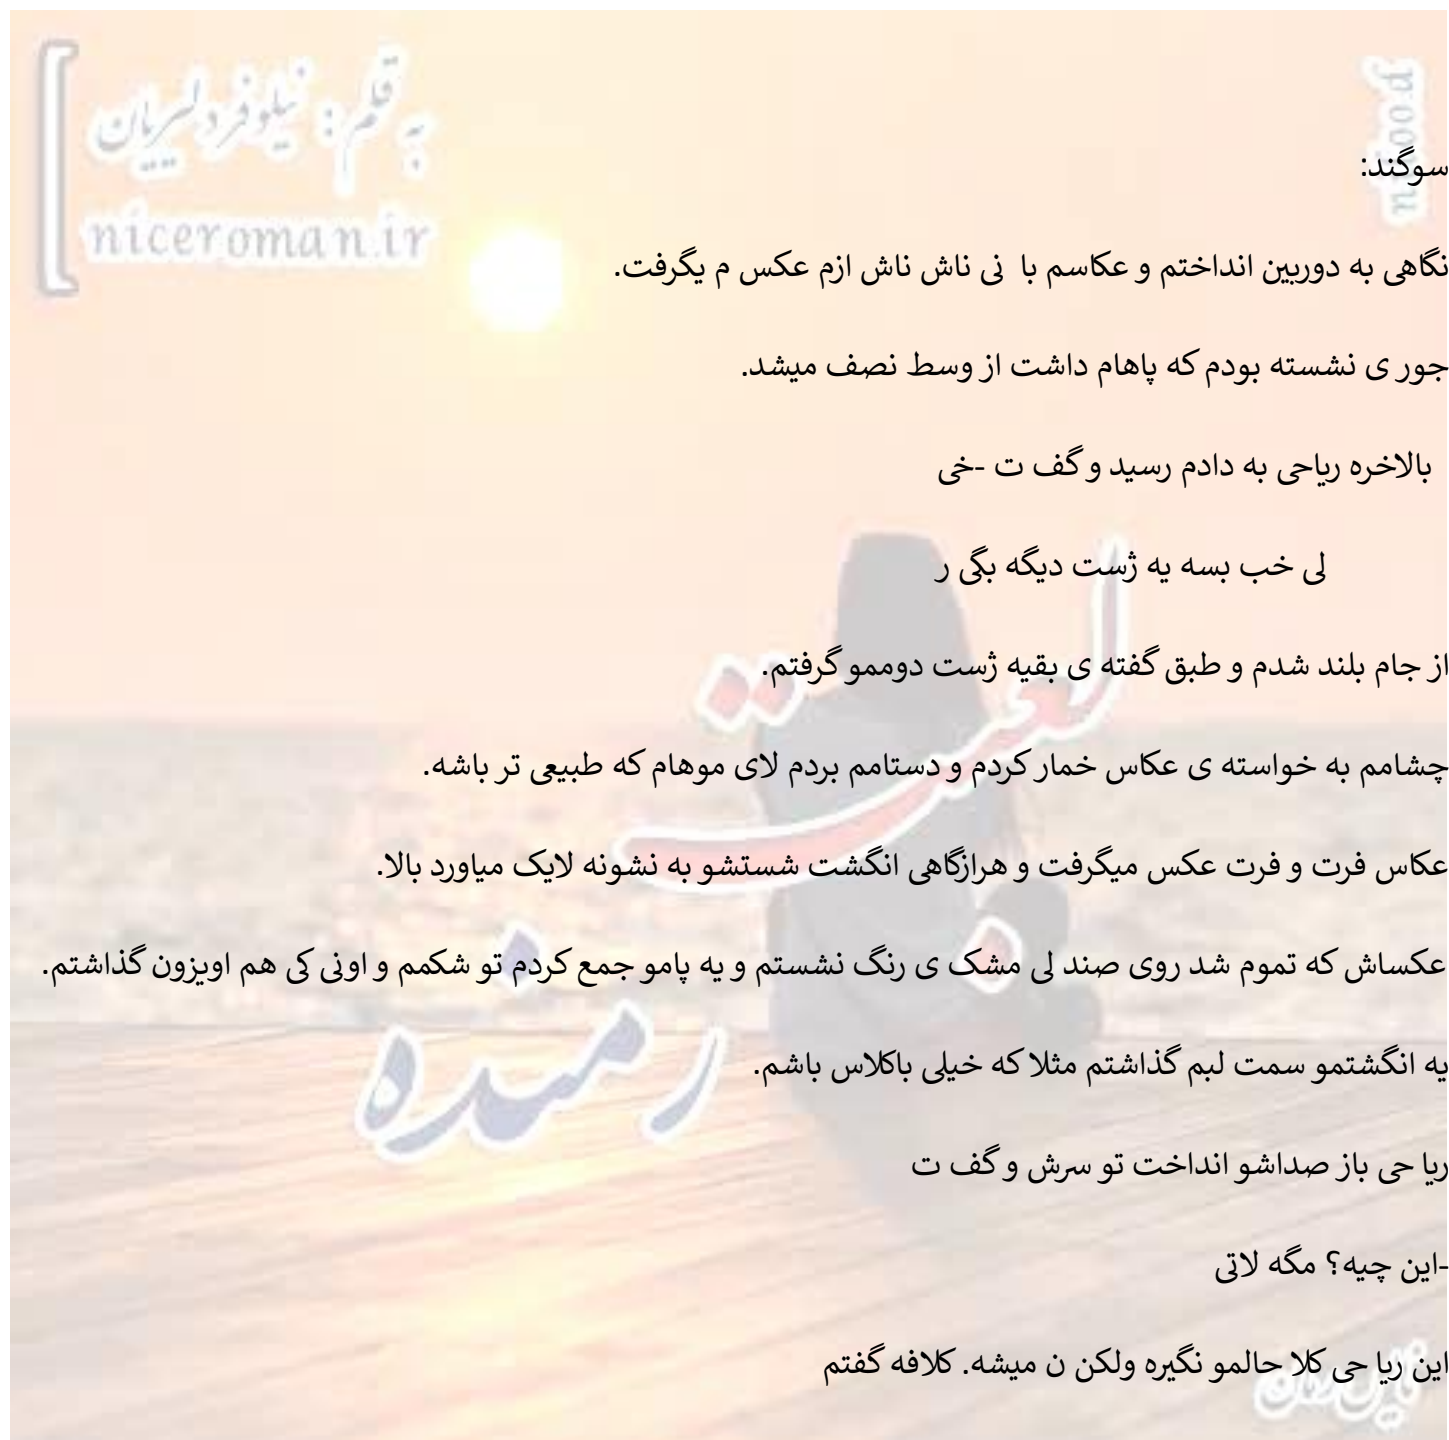 به قلم: نیلوفر دلیریان
niceroman.ir
سوگند:
نگاهی به دوربین انداختم و عکاسم با نی ناش ناش ازم عکس م یگرفت.
جور ی نشسته بودم که پاهام داشت از وسط نصف میشد.
بالاخره ریاحی به دادم رسید و گف ت -خی
لی خب بسه یه ژست دیگه بگی ر
از جام بلند شدم و طبق گفته ی بقیه ژست دوممو گرفتم.
چشامم به خواسته ی عکاس خمار کردم و دستامم بردم لای موهام که طبیعی تر باشه.
عکاس فرت و فرت عکس میگرفت و هرازگاهی انگشت شستشو به نشونه لایک میاورد بالا.
لعبت
عکساش که تموم شد روی صند لی مشک ی رنگ نشستم و یه پامو جمع کردم تو شکمم و اونی کی هم اویزون گذاشتم.
رمنده
یه انگشتمو سمت لبم گذاشتم مثلا که خیلی باکلاس باشم.
ریا حی باز صداشو انداخت تو سرش و گف ت
-این چیه؟ مگه لاتی
این ریا حی کلا حالمو نگیره ولکن ن میشه. کلافه گفتم